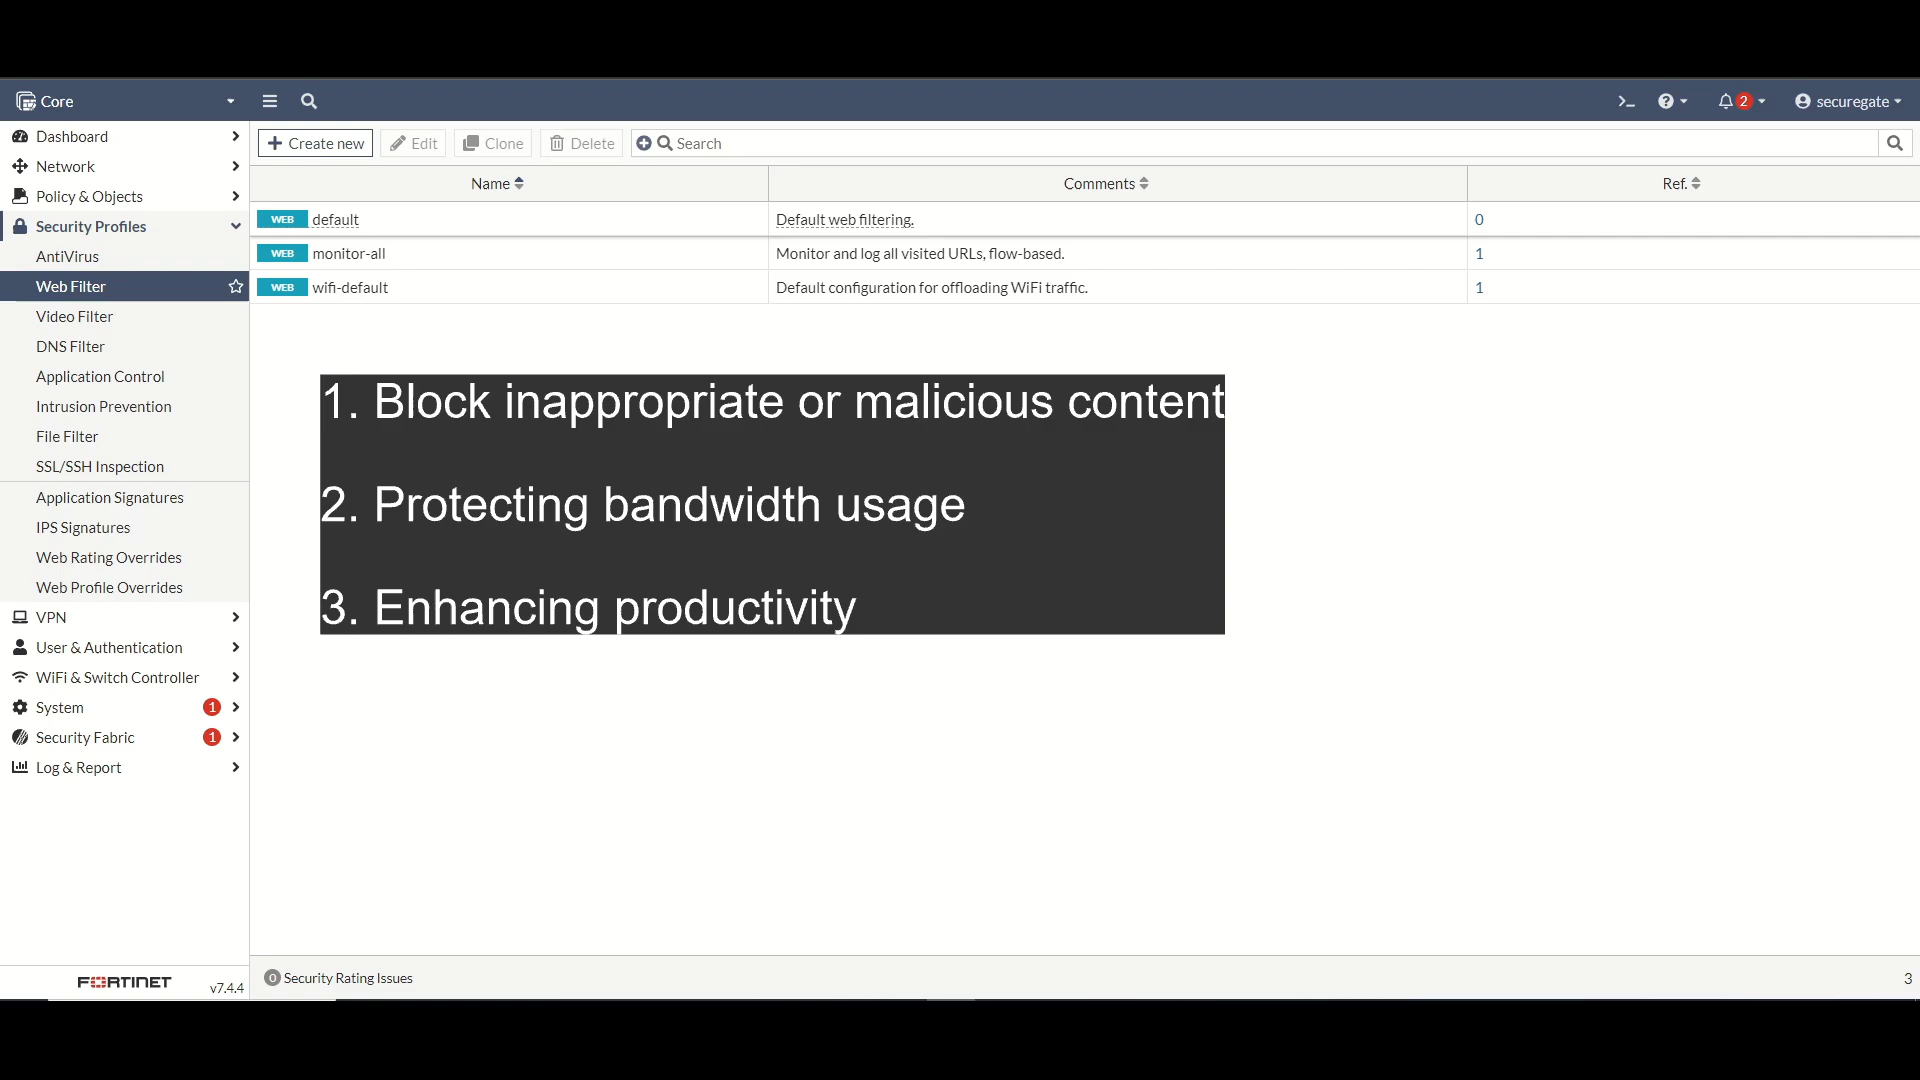 Core
2
securegate
Dashboard
Network
Policy & Objects
Security Profiles
AntiVirus
Web Filter
Video Filter
DNS Filter
Application Control
Intrusion Prevention
File Filter
SSL/SSH Inspection
Application Signatures
IPS Signatures
Web Rating Overrides
Web Profile Overrides
VPN
User & Authentication
WiFi & Switch Controller
System 1
Security Fabric 1
Log & Report
FORTINET v7.4.4
Create new Edit Clone Delete Search
Name Comments Ref.
WEB default Default web filtering. 0
WEB monitor-all Monitor and log all visited URLs, flow-based. 1
WEB wifi-default Default configuration for offloading WiFi traffic. 1
1. Block inappropriate or malicious content
2. Protecting bandwidth usage
3. Enhancing productivity
0 Security Rating Issues 3